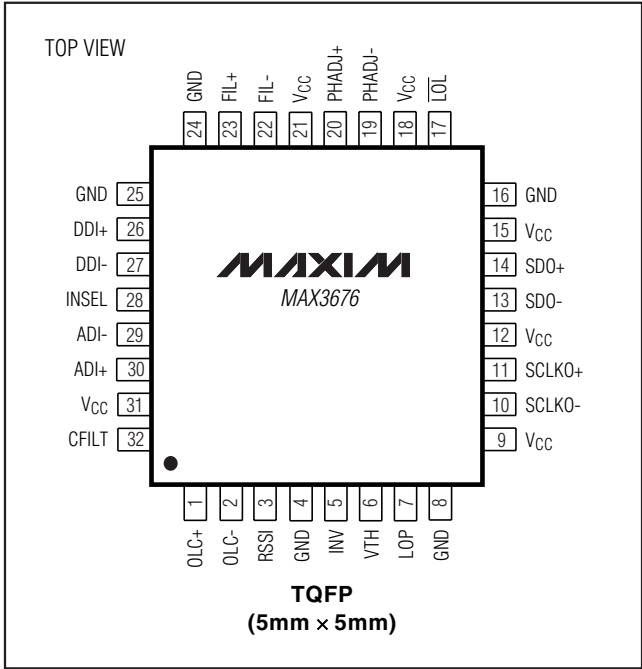 TOP VIEW
GND
FIL+
FIL-
VCC
PHADJ+
PHADJ-
VCC
LOL
24
23
22
21
20
19
18
17
GND 25
DDI+ 26
DDI- 27
INSEL 28
ADI- 29
ADI+ 30
VCC 31
CFILT 32
MAXIM
MAX3676
16 GND
15 VCC
14 SDO+
13 SDO-
12 VCC
11 SCLKO+
10 SCLKO-
9 VCC
1
2
3
4
5
6
7
8
OLC+
OLC-
RSSI
GND
INV
VTH
LOP
GND
TQFP
(5mm × 5mm)